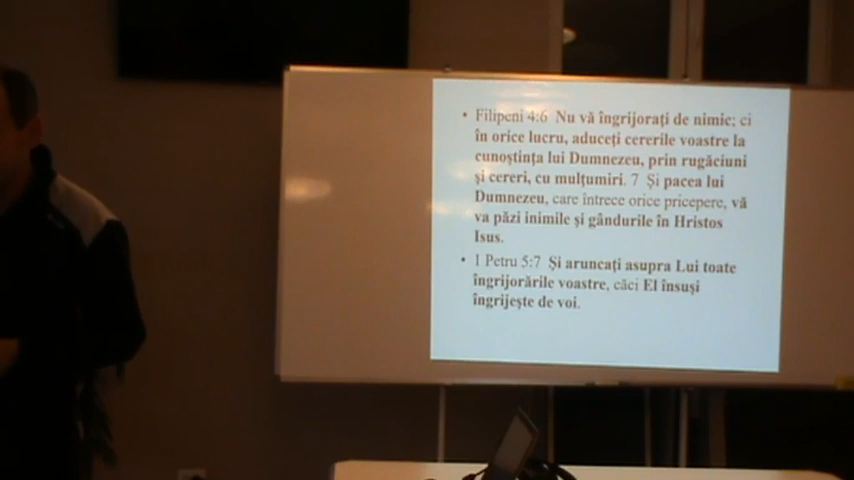 • Filipeni 4:6 Nu vă îngrijoraţi de nimic; ci
în orice lucru, aduceţi cererile voastre la
cunoştinţa lui Dumnezeu, prin rugăciuni
şi cereri, cu mulţumiri. 7 Şi pacea lui
Dumnezeu, care întrece orice pricepere, vă
va păzi inimile şi gândurile în Hristos
Isus.
• 1 Petru 5:7 Şi aruncaţi asupra Lui toate
îngrijorările voastre, căci El însuşi
îngrijeşte de voi.